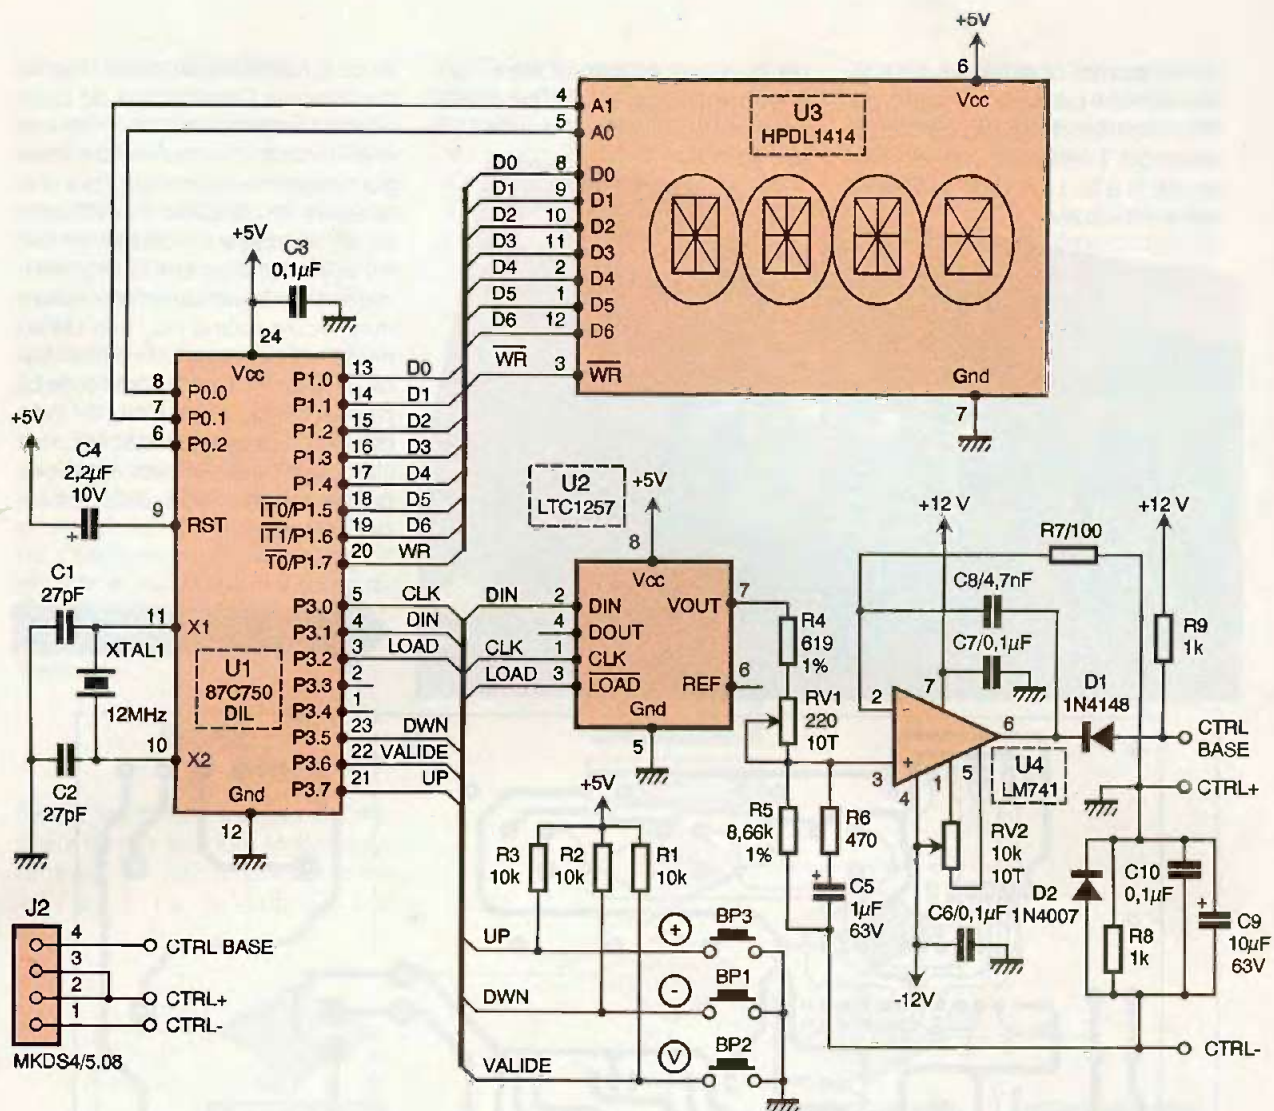 +5V
6
Vcc
U3
HPDL1414
4 A1
5 A0
D0 8 D0
D1 9 D1
D2 10 D2
D3 11 D3
D4 2 D4
D5 1 D5
D6 12 D6
WR 3 WR
Gnd
7
+5V
C3
0,1µF
24
Vcc
8 P0.0
7 P0.1
6 P0.2
+5V
C4
2,2µF
10V
+
9 RST
C1
27pF
11 X1
XTAL1
12MHz
10 X2
C2
27pF
U1
87C750
DIL
Gnd
12
P1.0 13 D0
P1.1 14 D1
P1.2 15 D2
P1.3 16 D3
P1.4 17 D4
IT0/P1.5 18 D5
IT1/P1.6 19 D6
T0/P1.7 20 WR
P3.0 5 CLK
P3.1 4 DIN
P3.2 3 LOAD
P3.3 2
P3.4 1
P3.5 23 DWN
P3.6 22 VALIDE
P3.7 21 UP
U2
LTC1257
+5V
8
Vcc
DIN 2 DIN
4 DOUT
CLK 1 CLK
LOAD 3 LOAD
VOUT 7
REF 6
Gnd
5
R4
619
1%
RV1
220
10T
R5
8,66k
1%
R6
470
+
C5
1µF
63V
+12 V
R7/100
C8/4,7nF
C7/0,1µF
+12 V
R9
1k
2
7
-
+
3
4
1
5
6
U4
LM741
D1
1N4148
CTRL
BASE
CTRL+
RV2
10k
10T
C6/0,1µF
-12V
D2
1N4007
R8
1k
C10
0,1µF
+
C9
10µF
63V
CTRL-
+5V
R3
10k
R2
10k
R1
10k
UP + BP3
DWN - BP1
VALIDE V BP2
J2
4 CTRL BASE
3
2 CTRL+
1 CTRL-
MKDS4/5.08